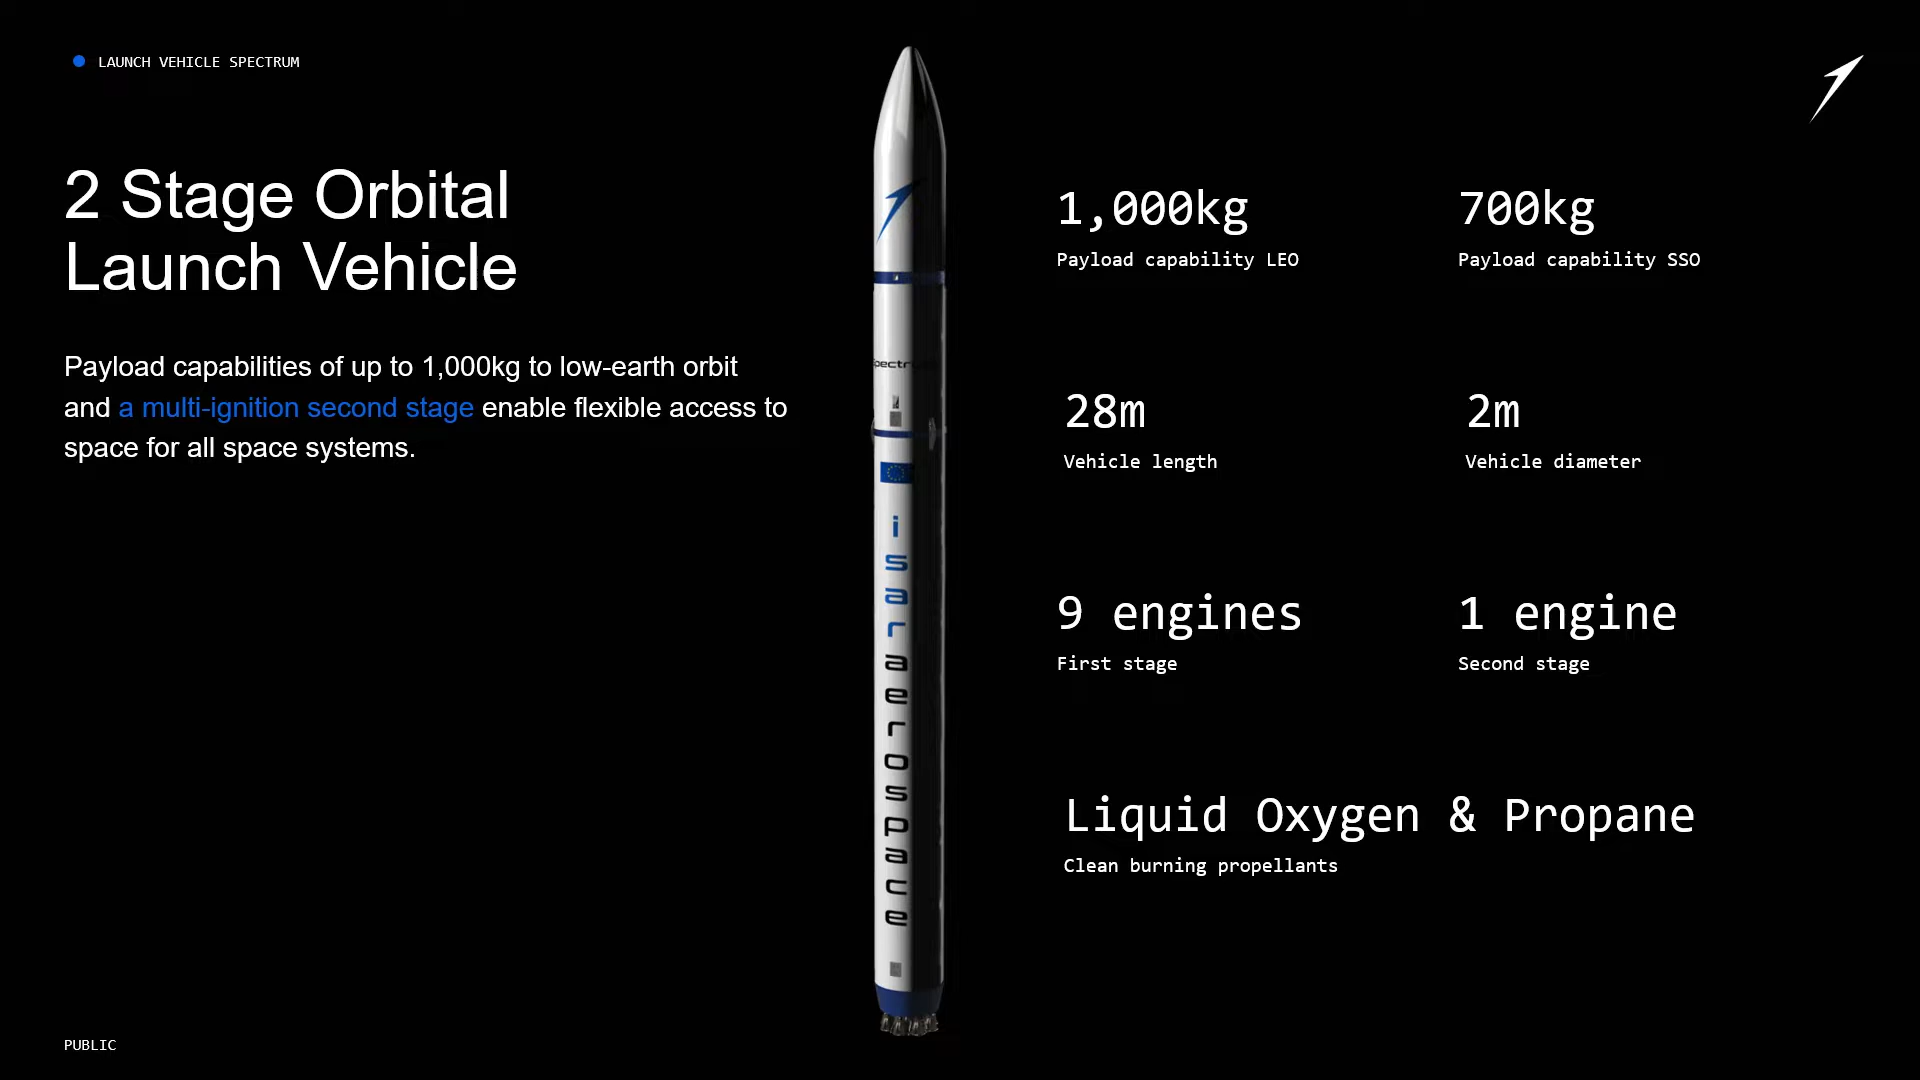 LAUNCH VEHICLE SPECTRUM
2 Stage Orbital
Launch Vehicle
Payload capabilities of up to 1,000kg to low-earth orbit
and a multi-ignition second stage enable flexible access to
space for all space systems.
isaraerospace
1,000kg
Payload capability LEO
700kg
Payload capability SSO
28m
Vehicle length
2m
Vehicle diameter
9 engines
First stage
1 engine
Second stage
Liquid Oxygen & Propane
Clean burning propellants
PUBLIC